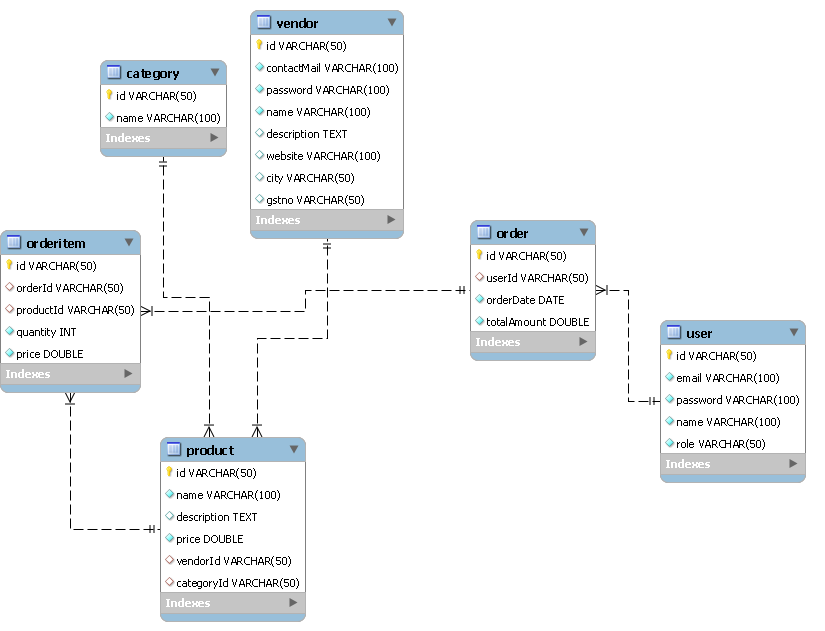 vendor
id VARCHAR(50)
contactMail VARCHAR(100)
password VARCHAR(100)
name VARCHAR(100)
description TEXT
website VARCHAR(100)
city VARCHAR(50)
gstno VARCHAR(50)
Indexes
category
id VARCHAR(50)
name VARCHAR(100)
Indexes
orderitem
id VARCHAR(50)
orderId VARCHAR(50)
productId VARCHAR(50)
quantity INT
price DOUBLE
Indexes
order
id VARCHAR(50)
userId VARCHAR(50)
orderDate DATE
totalAmount DOUBLE
Indexes
user
id VARCHAR(50)
email VARCHAR(100)
password VARCHAR(100)
name VARCHAR(100)
role VARCHAR(50)
Indexes
product
id VARCHAR(50)
name VARCHAR(100)
description TEXT
price DOUBLE
vendorId VARCHAR(50)
categoryId VARCHAR(50)
Indexes